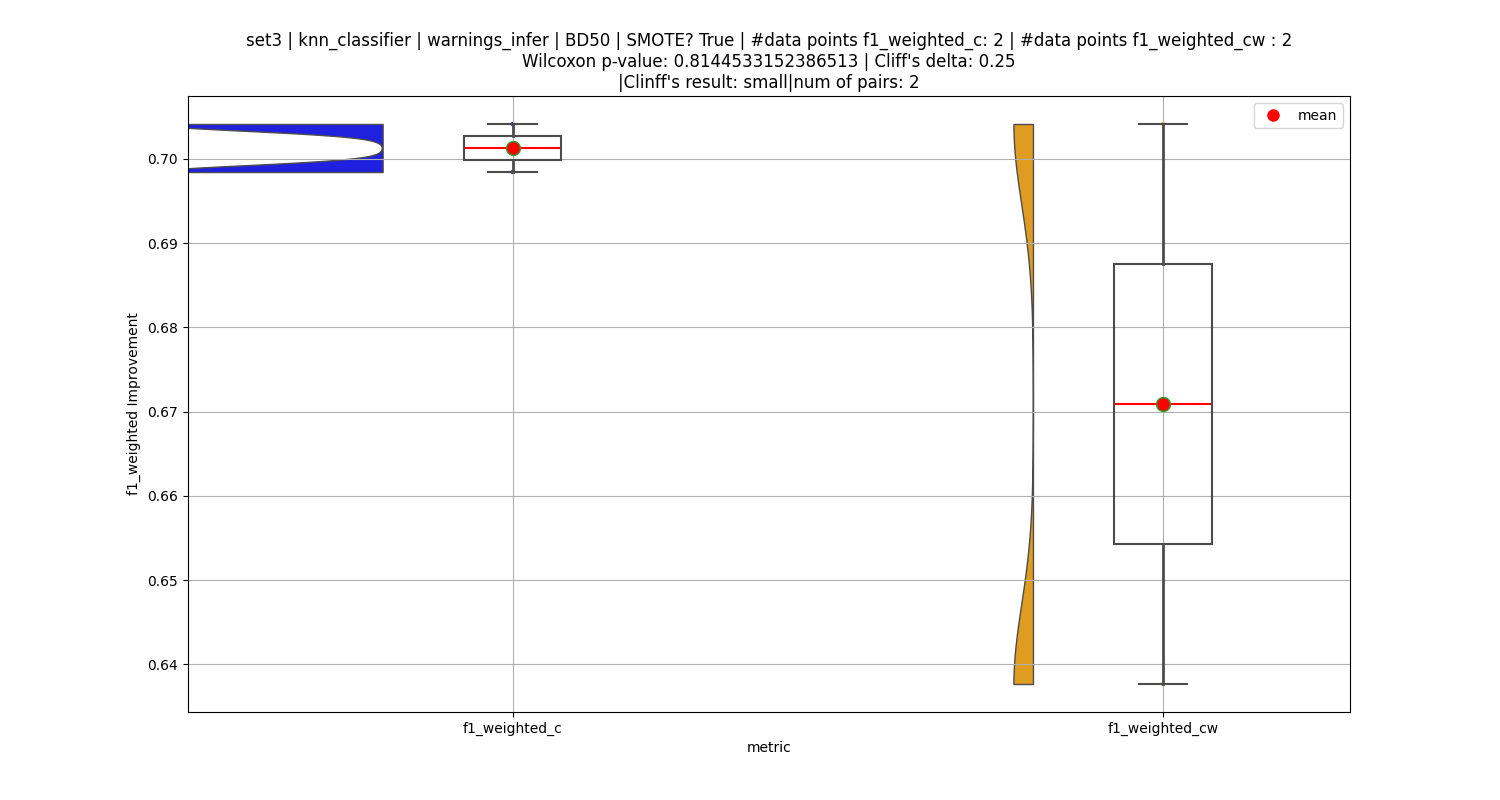 set3 | knn_classifier | warnings_infer | BD50 | SMOTE? True | #data points f1_weighted_c: 2 | #data points f1_weighted_cw : 2
Wilcoxon p-value: 0.8144533152386513 | Cliff's delta: 0.25
|Clinff's result: small|num of pairs: 2
mean
0.70
0.69
0.68
0.67
0.66
0.65
0.64
f1_weighted Improvement
f1_weighted_c
f1_weighted_cw
metric